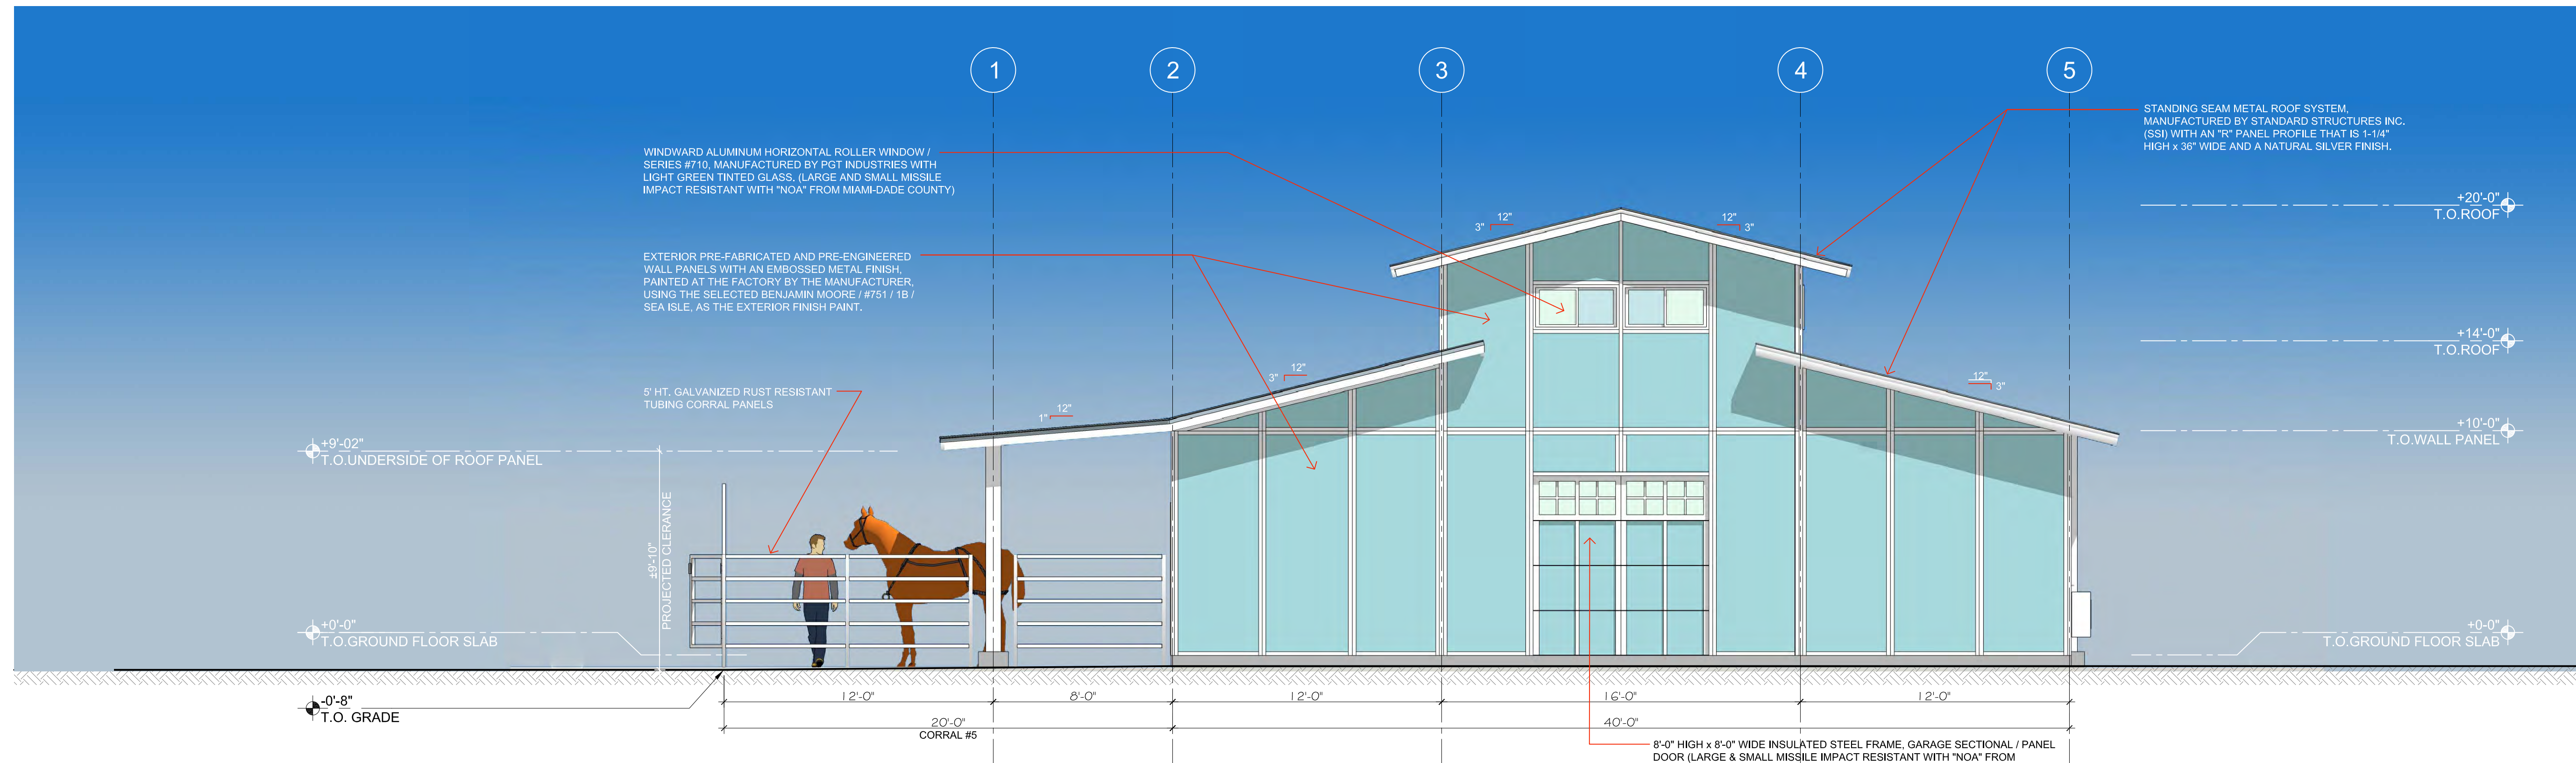 1
2
3
4
5
STANDING SEAM METAL ROOF SYSTEM,
MANUFACTURED BY STANDARD STRUCTURES INC.
(SSI) WITH AN "R" PANEL PROFILE THAT IS 1-1/4"
HIGH x 36" WIDE AND A NATURAL SILVER FINISH.
WINDWARD ALUMINUM HORIZONTAL ROLLER WINDOW /
SERIES #710, MANUFACTURED BY PGT INDUSTRIES WITH
LIGHT GREEN TINTED GLASS. (LARGE AND SMALL MISSILE
IMPACT RESISTANT WITH "NOA" FROM MIAMI-DADE COUNTY)
+20'-0"
T.O.ROOF
12"
3"
12"
3"
EXTERIOR PRE-FABRICATED AND PRE-ENGINEERED
WALL PANELS WITH AN EMBOSSED METAL FINISH,
PAINTED AT THE FACTORY BY THE MANUFACTURER,
USING THE SELECTED BENJAMIN MOORE / #751 / 1B /
SEA ISLE, AS THE EXTERIOR FINISH PAINT.
+14'-0"
T.O.ROOF
12"
3"
12"
3"
5' HT. GALVANIZED RUST RESISTANT
TUBING CORRAL PANELS
12"
1"
+9'-02"
T.O.UNDERSIDE OF ROOF PANEL
+10'-0"
T.O.WALL PANEL
±9'-10"
PROJECTED CLERANCE
+0'-0"
T.O.GROUND FLOOR SLAB
+0-0"
T.O.GROUND FLOOR SLAB
-0'-8"
T.O. GRADE
12'-0"
8'-0"
12'-0"
16'-0"
12'-0"
20'-0"
CORRAL #5
40'-0"
8'-0" HIGH x 8'-0" WIDE INSULATED STEEL FRAME, GARAGE SECTIONAL / PANEL
DOOR (LARGE & SMALL MISSILE IMPACT RESISTANT WITH "NOA" FROM